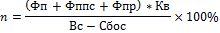 n = (Фп + Фппс + Фпр) * Кв / Вс − Сбос × 100%